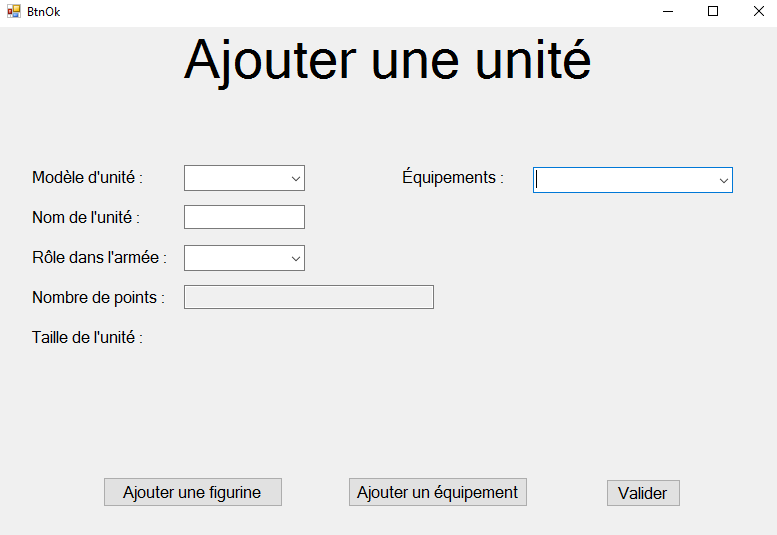 BtnOk
Ajouter une unité
Modèle d'unité :
Équipements :
Nom de l'unité :
Rôle dans l'armée :
Nombre de points :
Taille de l'unité :
Ajouter une figurine
Ajouter un équipement
Valider